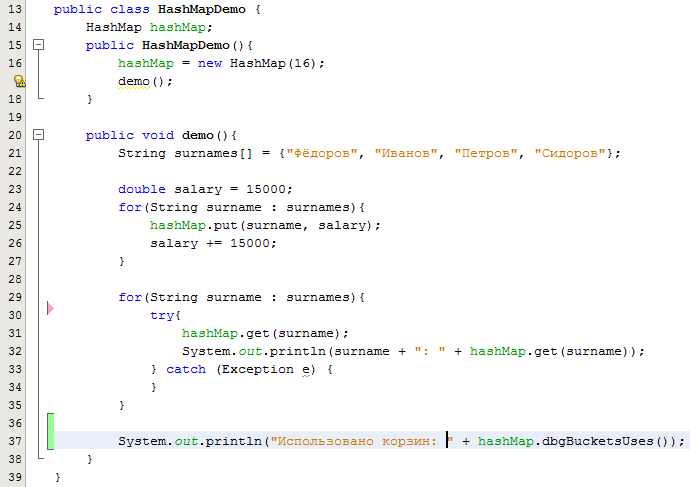 13 public class HashMapDemo {
14     HashMap hashMap;
15     public HashMapDemo(){
16         hashMap = new HashMap(16);
           demo();
18     }
19
20     public void demo(){
21         String surnames[] = {"Фёдоров", "Иванов", "Петров", "Сидоров"};
22
23         double salary = 15000;
24         for(String surname : surnames){
25             hashMap.put(surname, salary);
26             salary += 15000;
27         }
28
29         for(String surname : surnames){
30             try{
31                 hashMap.get(surname);
32                 System.out.println(surname + ": " + hashMap.get(surname));
33             } catch (Exception e) {
34             }
35         }
36
37         System.out.println("Использовано корзин: " + hashMap.dbgBucketsUses());
38     }
39 }